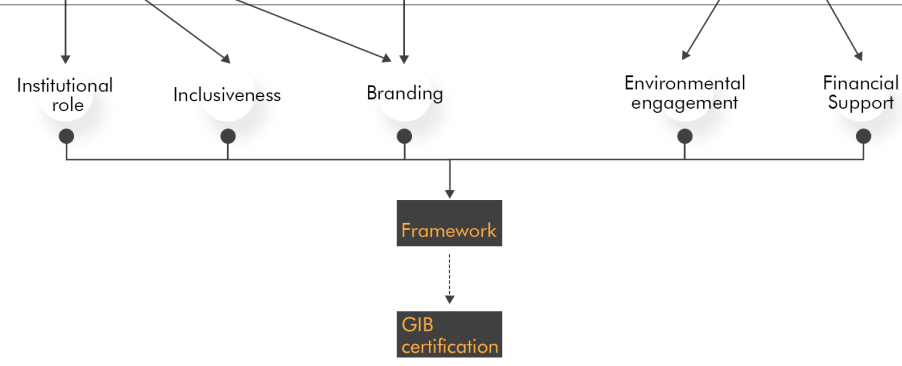 Institutional
role
Inclusiveness
Branding
Environmental
engagement
Financial
Support
Framework
GIB
certification